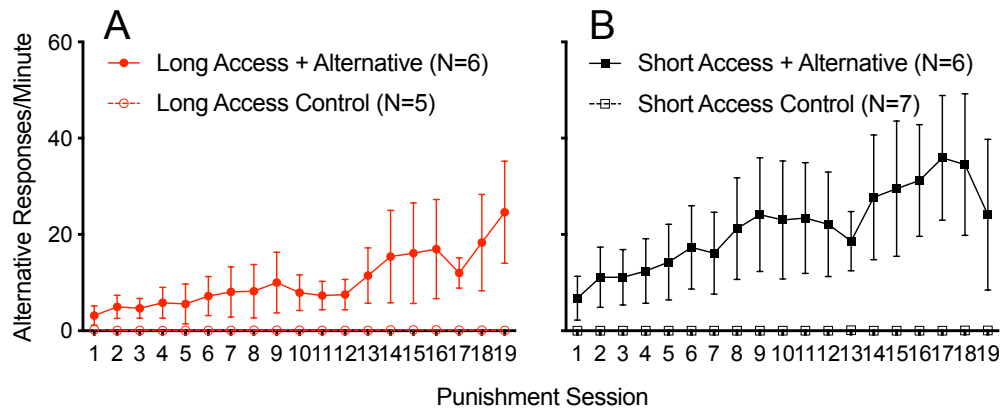 A
B
60
Long Access + Alternative (N=6)
Short Access + Alternative (N=6)
Long Access Control (N=5)
Short Access Control (N=7)
40
20
0
Alternative Responses/Minute
1 2 3 4 5 6 7 8 9 10 11 12 13 14 15 16 17 18 19
1 2 3 4 5 6 7 8 9 10 11 12 13 14 15 16 17 18 19
Punishment Session